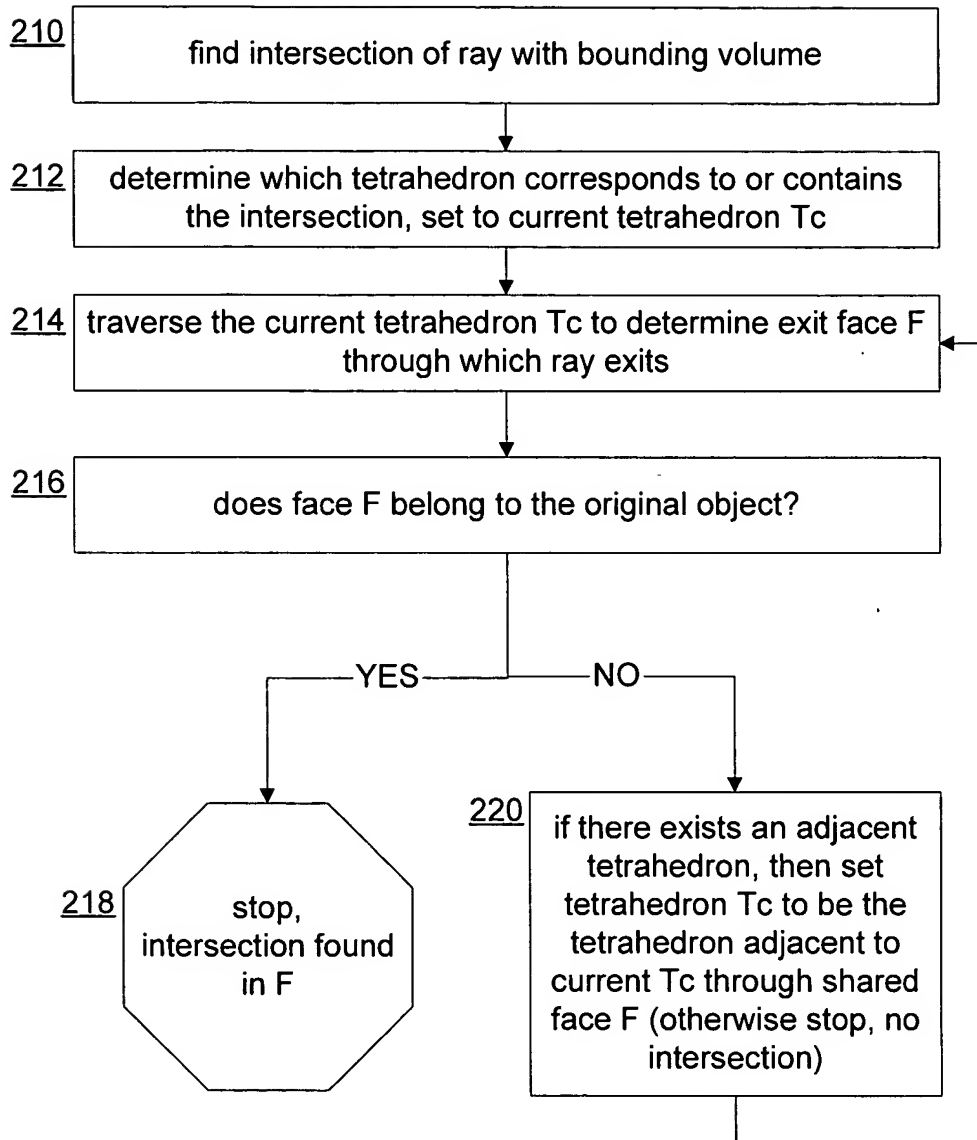 210
find intersection of ray with bounding volume
212
determine which tetrahedron corresponds to or contains
the intersection, set to current tetrahedron Tc
214
traverse the current tetrahedron Tc to determine exit face F
through which ray exits
216
does face F belong to the original object?
YES
NO
218
stop,
intersection found
in F
220
if there exists an adjacent
tetrahedron, then set
tetrahedron Tc to be the
tetrahedron adjacent to
current Tc through shared
face F (otherwise stop, no
intersection)